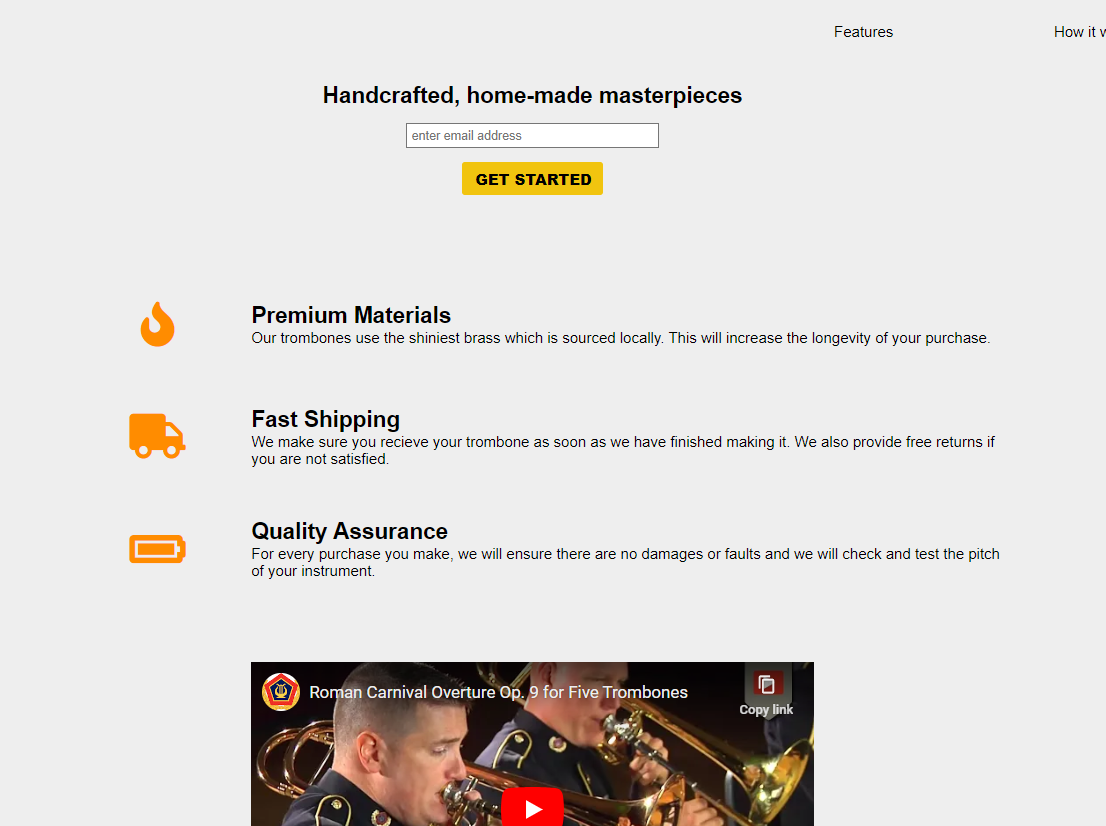 Features
How it w
Handcrafted, home-made masterpieces
enter email address
GET STARTED
Premium Materials
Our trombones use the shiniest brass which is sourced locally. This will increase the longevity of your purchase.
Fast Shipping
We make sure you recieve your trombone as soon as we have finished making it. We also provide free returns if
you are not satisfied.
Quality Assurance
For every purchase you make, we will ensure there are no damages or faults and we will check and test the pitch
of your instrument.
Roman Carnival Overture Op. 9 for Five Trombones
Copy link